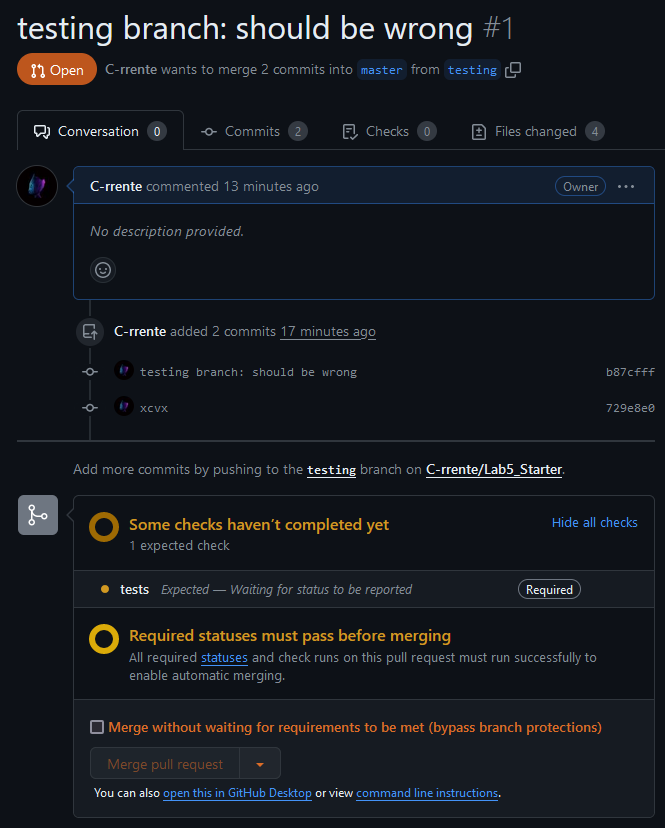 testing branch: should be wrong #1
Open C-rrente wants to merge 2 commits into master from testing
Conversation 0 Commits 2 Checks 0 Files changed 4
C-rrente commented 13 minutes ago Owner
No description provided.
C-rrente added 2 commits 17 minutes ago
testing branch: should be wrong b87cfff
xcvx 729e8e0
Add more commits by pushing to the testing branch on C-rrente/Lab5_Starter.
Some checks haven't completed yet Hide all checks
1 expected check
tests Expected — Waiting for status to be reported Required
Required statuses must pass before merging
All required statuses and check runs on this pull request must run successfully to
enable automatic merging.
Merge without waiting for requirements to be met (bypass branch protections)
Merge pull request
You can also open this in GitHub Desktop or view command line instructions.